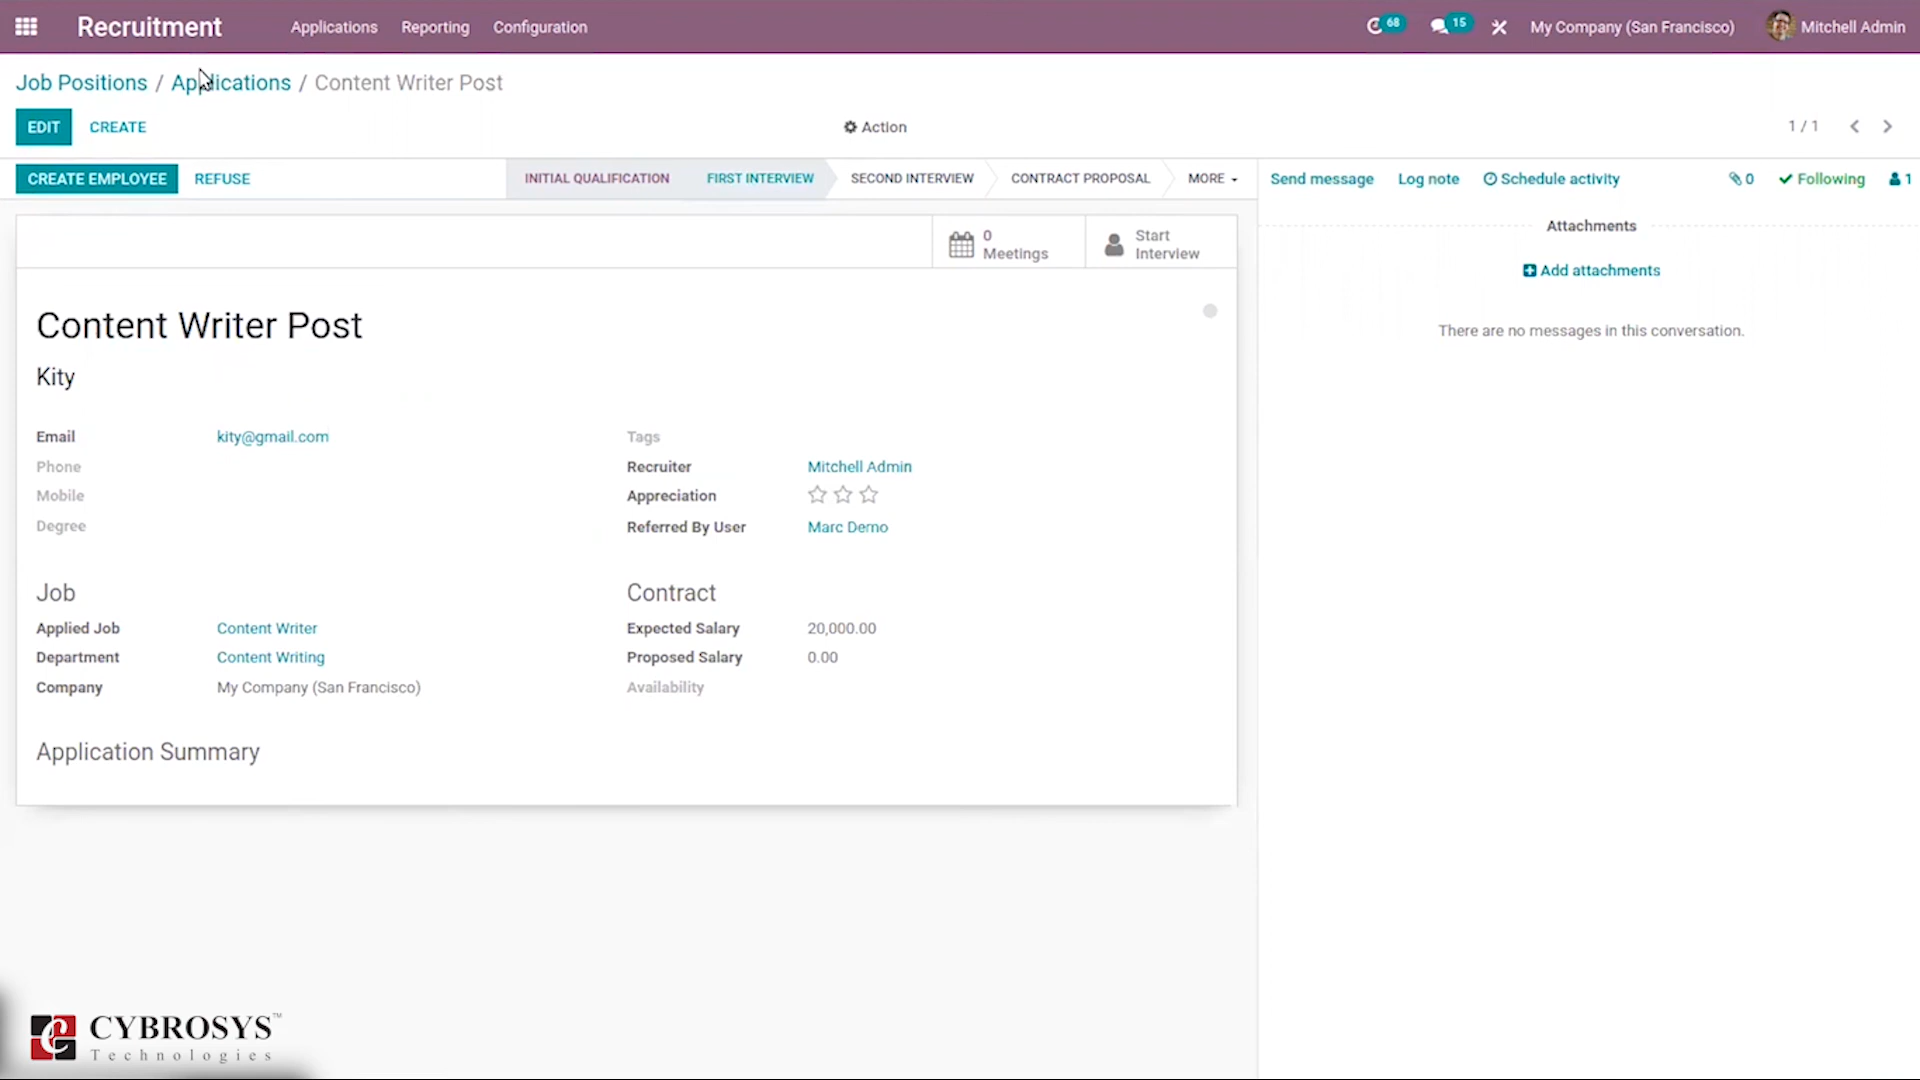 Recruitment Applications Reporting Configuration 68 15 My Company (San Francisco) Mitchell Admin
Job Positions / Applications / Content Writer Post
EDIT CREATE Action 1 / 1
CREATE EMPLOYEE REFUSE INITIAL QUALIFICATION FIRST INTERVIEW SECOND INTERVIEW CONTRACT PROPOSAL MORE Send message Log note Schedule activity 0 Following 1
Attachments
0 Meetings
Start Interview
Add attachments
There are no messages in this conversation.
Content Writer Post
Kity
Email kity@gmail.com Tags
Phone Recruiter Mitchell Admin
Mobile Appreciation
Degree Referred By User Marc Demo
Job Contract
Applied Job Content Writer Expected Salary 20,000.00
Department Content Writing Proposed Salary 0.00
Company My Company (San Francisco) Availability
Application Summary
CYBROSYS™
Technologies